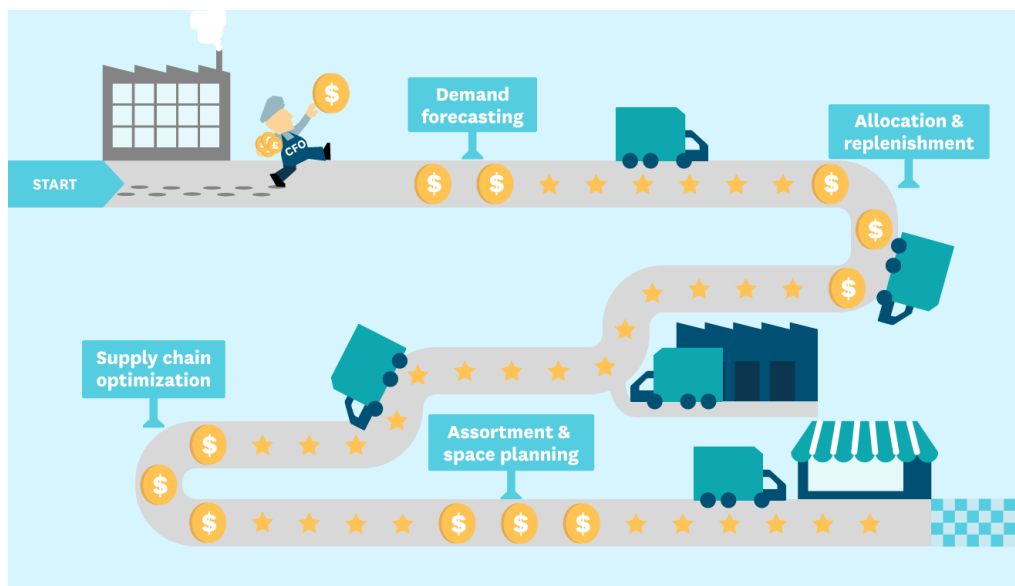 START
CFO
$
Demand
forecasting
$ $
$
Allocation &
replenishment
$
$
Supply chain
optimization
$
$
$
Assortment &
space planning
$ $ $